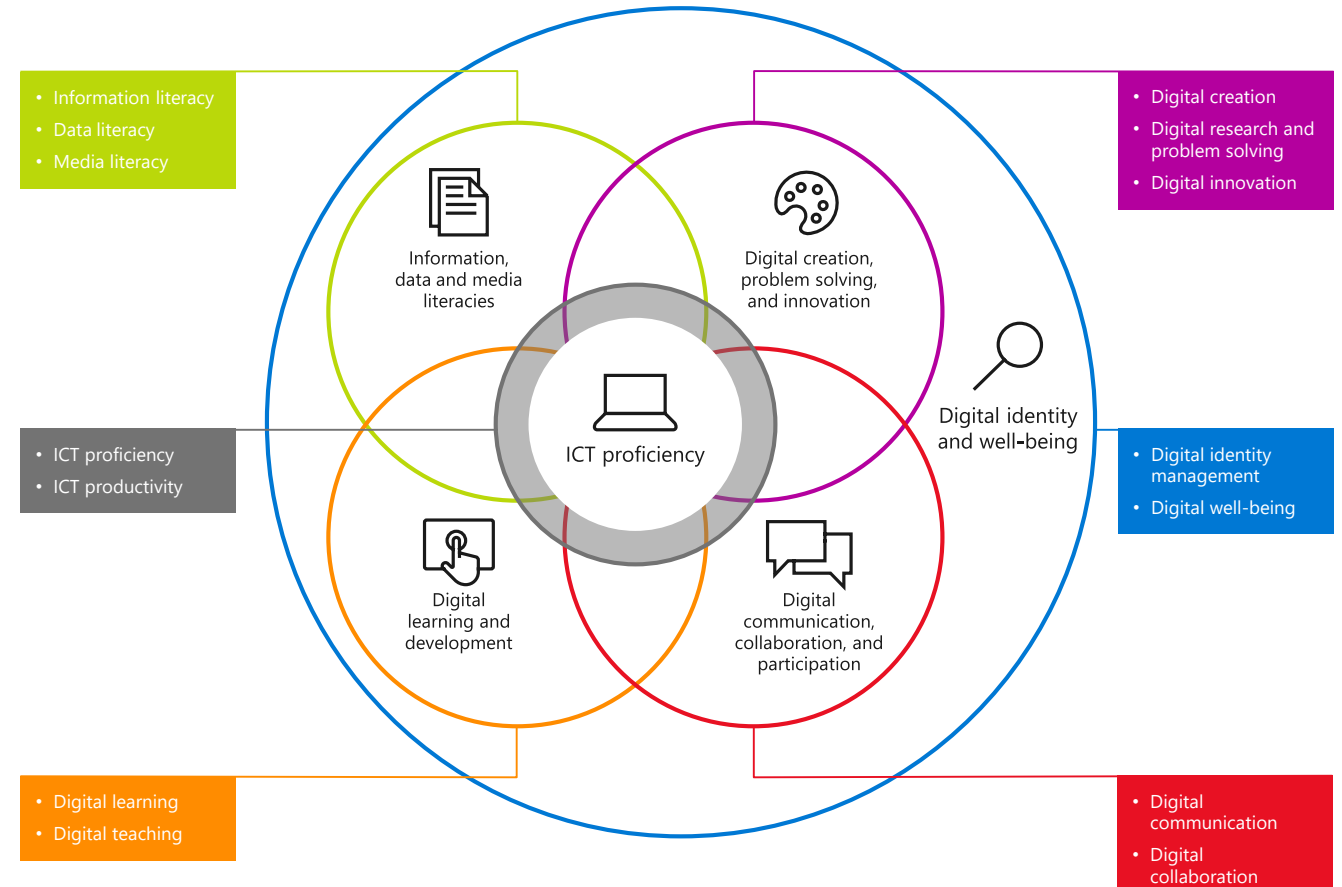 • Information literacy
• Data literacy
• Media literacy
• Digital creation
• Digital research and
problem solving
• Digital innovation
Information,
data and media
literacies
Digital creation,
problem solving,
and innovation
ICT proficiency
Digital identity
and well-being
• ICT proficiency
• ICT productivity
• Digital identity
management
• Digital well-being
Digital
learning and
development
Digital
communication,
collaboration, and
participation
• Digital learning
• Digital teaching
• Digital
communication
• Digital
collaboration